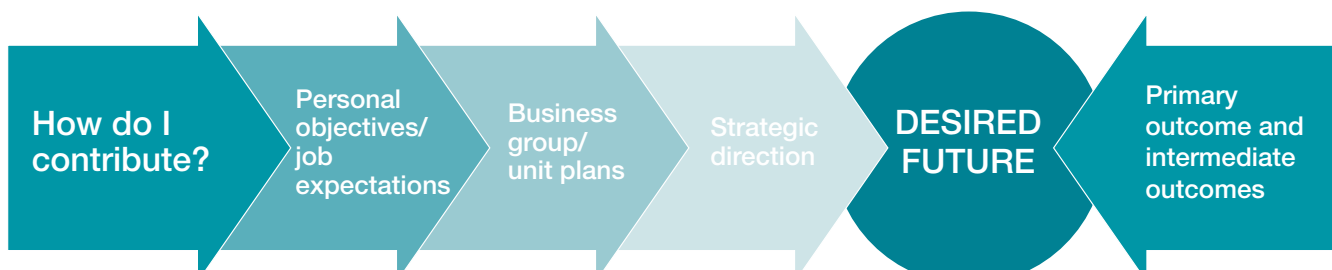 How do I
contribute?
Personal
objectives/
job
expectations
Business
group/
unit plans
Strategic
direction
DESIRED
FUTURE
Primary
outcome and
intermediate
outcomes